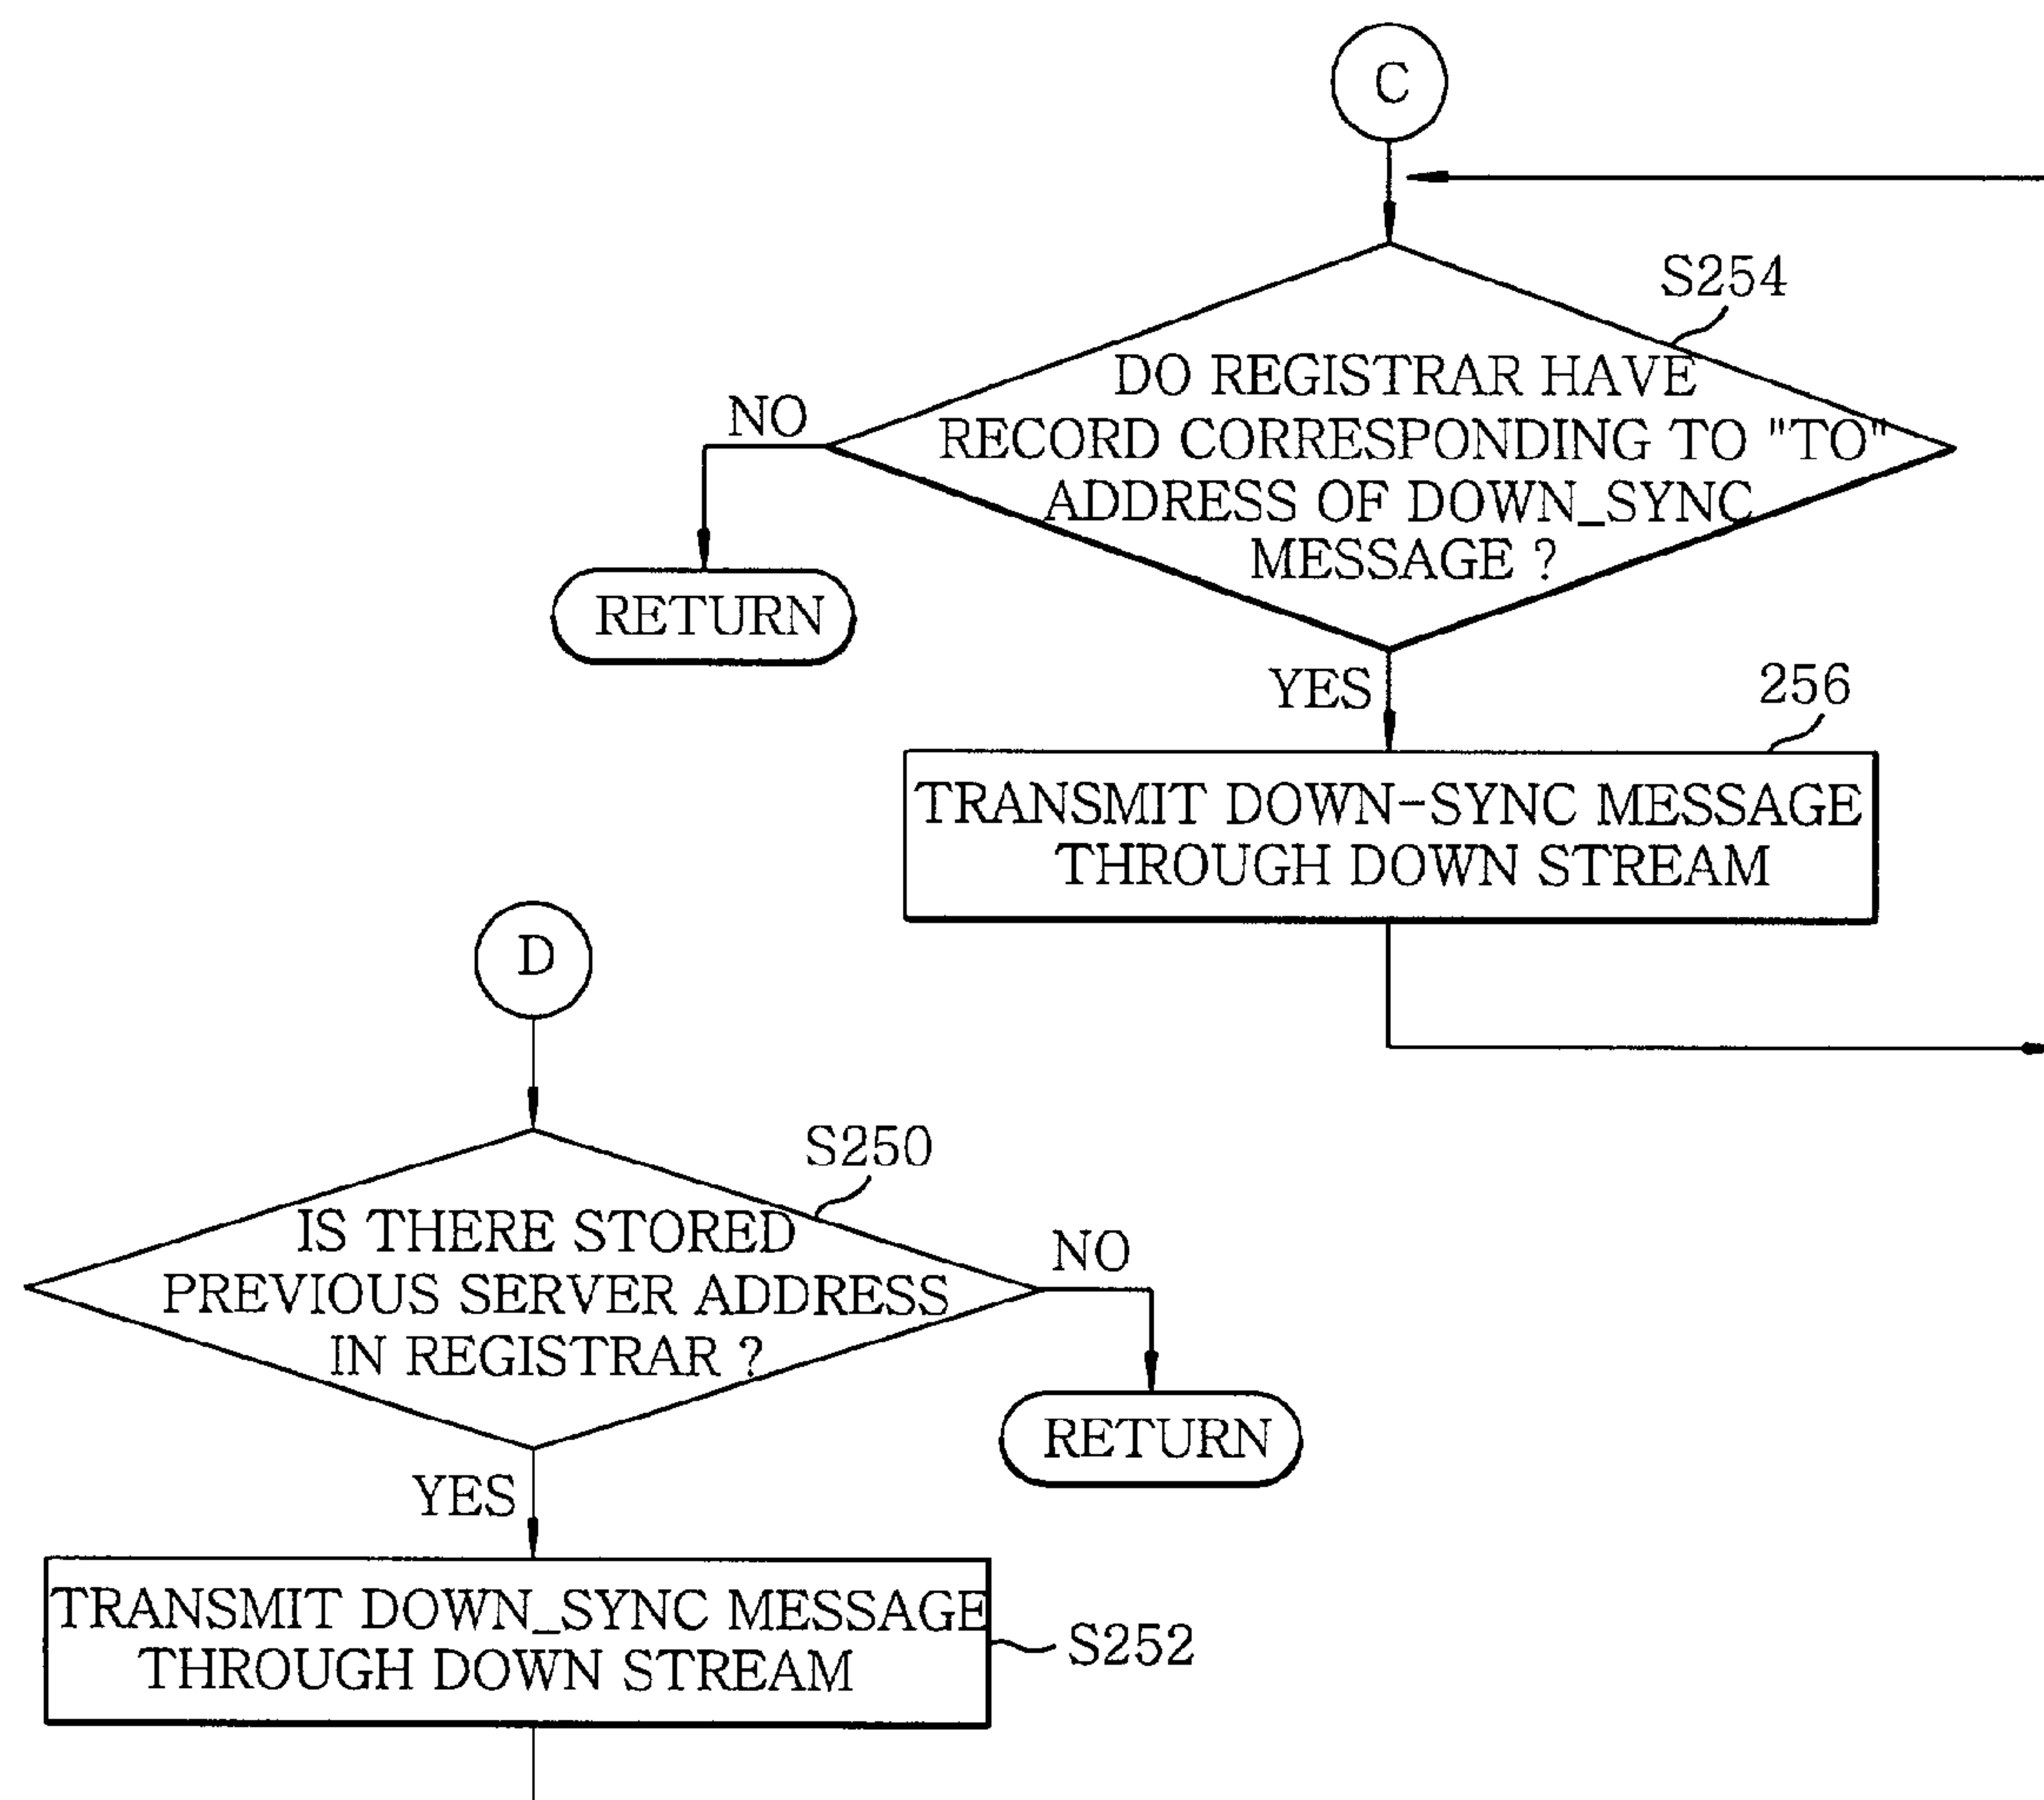 C
S254
DO REGISTRAR HAVE
RECORD CORRESPONDING TO "TO"
ADDRESS OF DOWN_SYNC
MESSAGE ?
NO
RETURN
YES
256
TRANSMIT DOWN-SYNC MESSAGE
THROUGH DOWN STREAM
D
S250
IS THERE STORED
PREVIOUS SERVER ADDRESS
IN REGISTRAR ?
NO
RETURN
YES
TRANSMIT DOWN_SYNC MESSAGE
THROUGH DOWN STREAM
S252